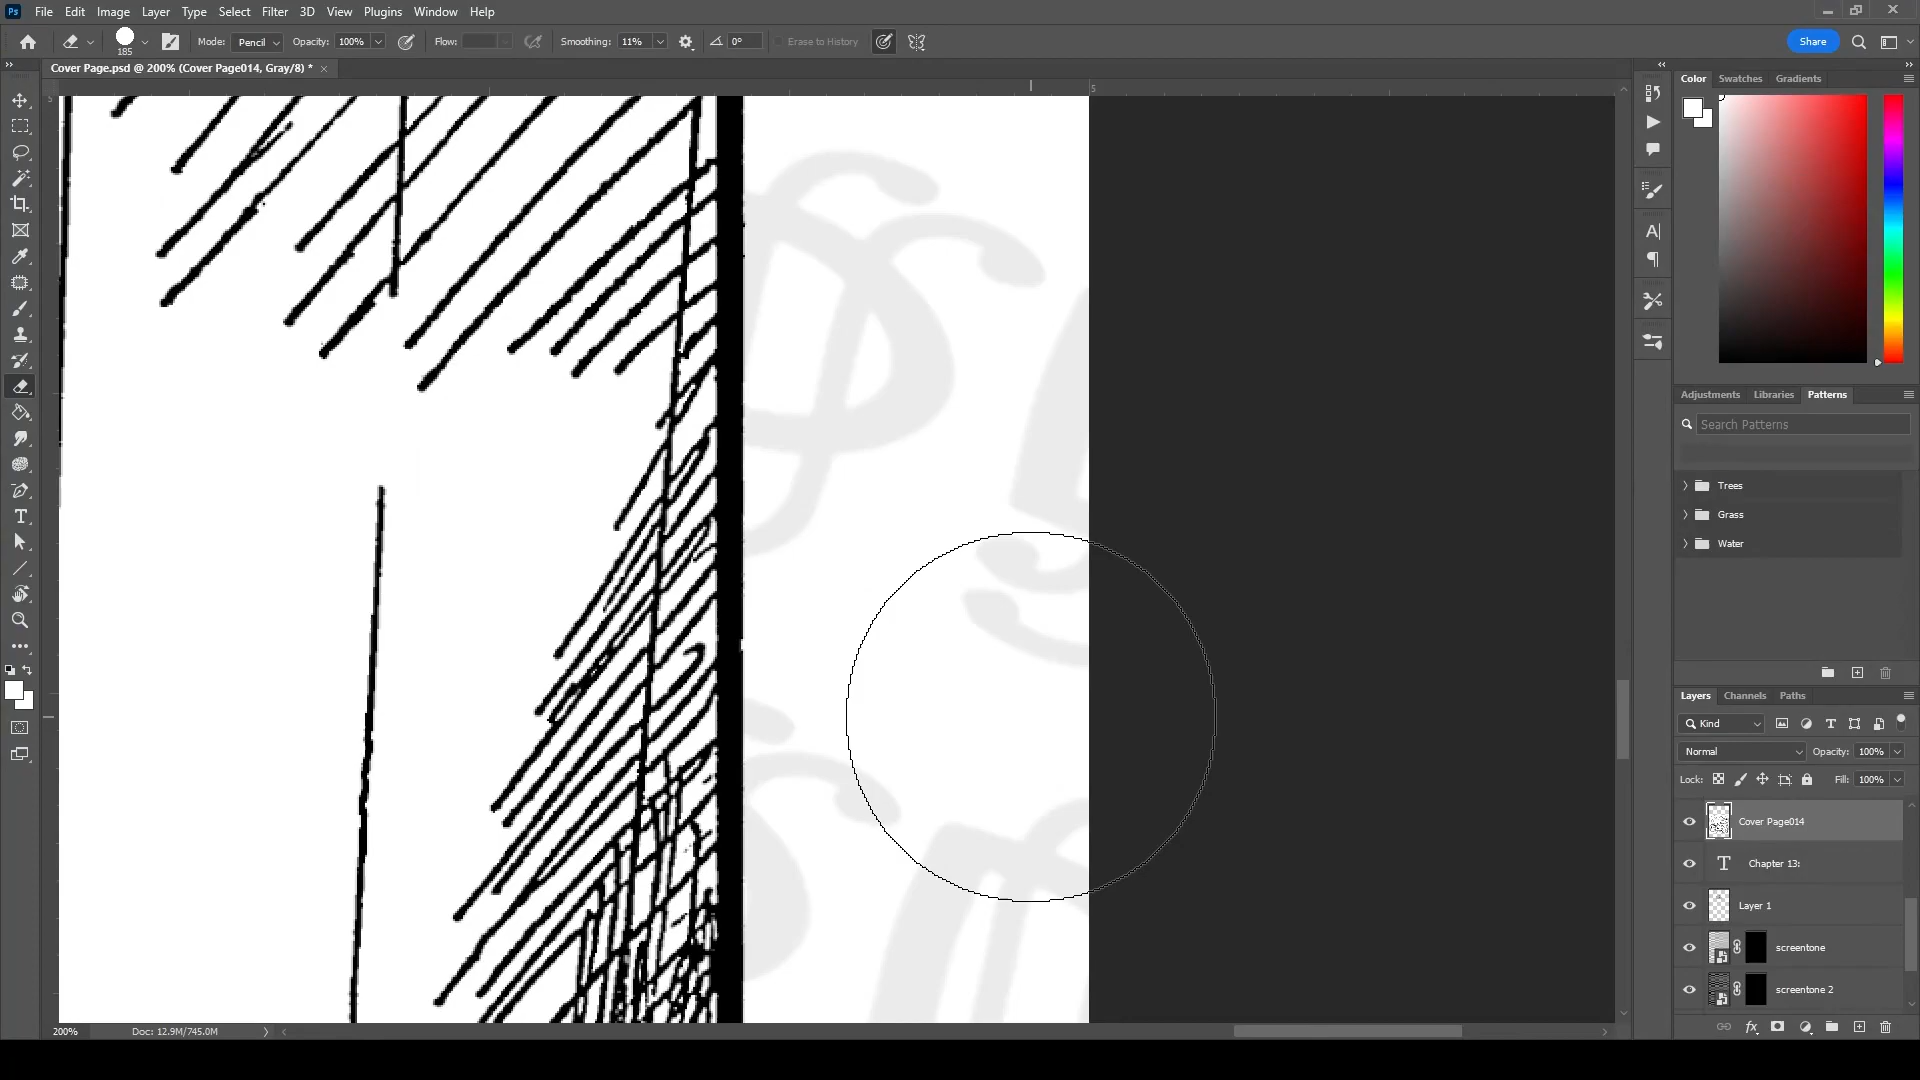 Ps File Edit Image Layer Type Select Filter 3D View Plugins Window Help
185 Mode: Pencil Opacity: 100% Flow: Smoothing: 11% 0° Erase to History Share
Cover Page.psd @ 200% (Cover Page014, Gray/8) *
5
5
Color Swatches Gradients
Adjustments Libraries Patterns
Search Patterns
Trees
Grass
Water
Layers Channels Paths
Kind
Normal Opacity: 100%
Lock: Fill: 100%
Cover Page014
Chapter 13:
Layer 1
screentone
screentone 2
200% Doc: 12.9M/745.0M